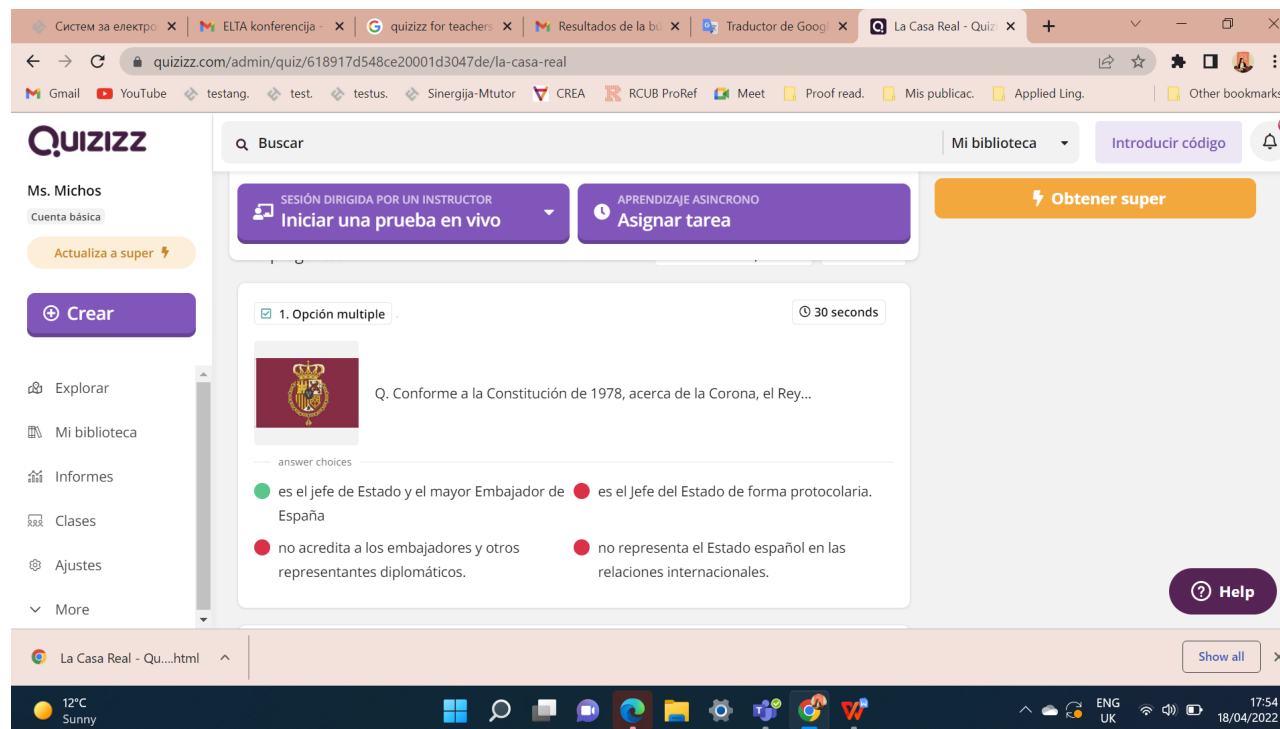 Систем за електро
ELTA konferencija -
quizizz for teachers
Resultados de la bú
Traductor de Googl
La Casa Real - Quiz
quizizz.com/admin/quiz/618917d548ce20001d3047de/la-casa-real
Gmail YouTube testang. test. testus. Sinergija-Mtutor CREA RCUB ProRef Meet Proof read. Mis publicac. Applied Ling. Other bookmarks
QUIZIZZ
Buscar
Mi biblioteca
Introducir código
Ms. Michos
Cuenta básica
Actualiza a super
Crear
Explorar
Mi biblioteca
Informes
Clases
Ajustes
More
SESIÓN DIRIGIDA POR UN INSTRUCTOR
Iniciar una prueba en vivo
APRENDIZAJE ASINCRONO
Asignar tarea
Obtener super
1. Opción multiple
30 seconds
Q. Conforme a la Constitución de 1978, acerca de la Corona, el Rey...
answer choices
es el jefe de Estado y el mayor Embajador de
España
es el Jefe del Estado de forma protocolaria.
no acredita a los embajadores y otros
representantes diplomáticos.
no representa el Estado español en las
relaciones internacionales.
Help
La Casa Real - Qu....html
Show all
12°C
Sunny
ENG
UK
17:54
18/04/2022